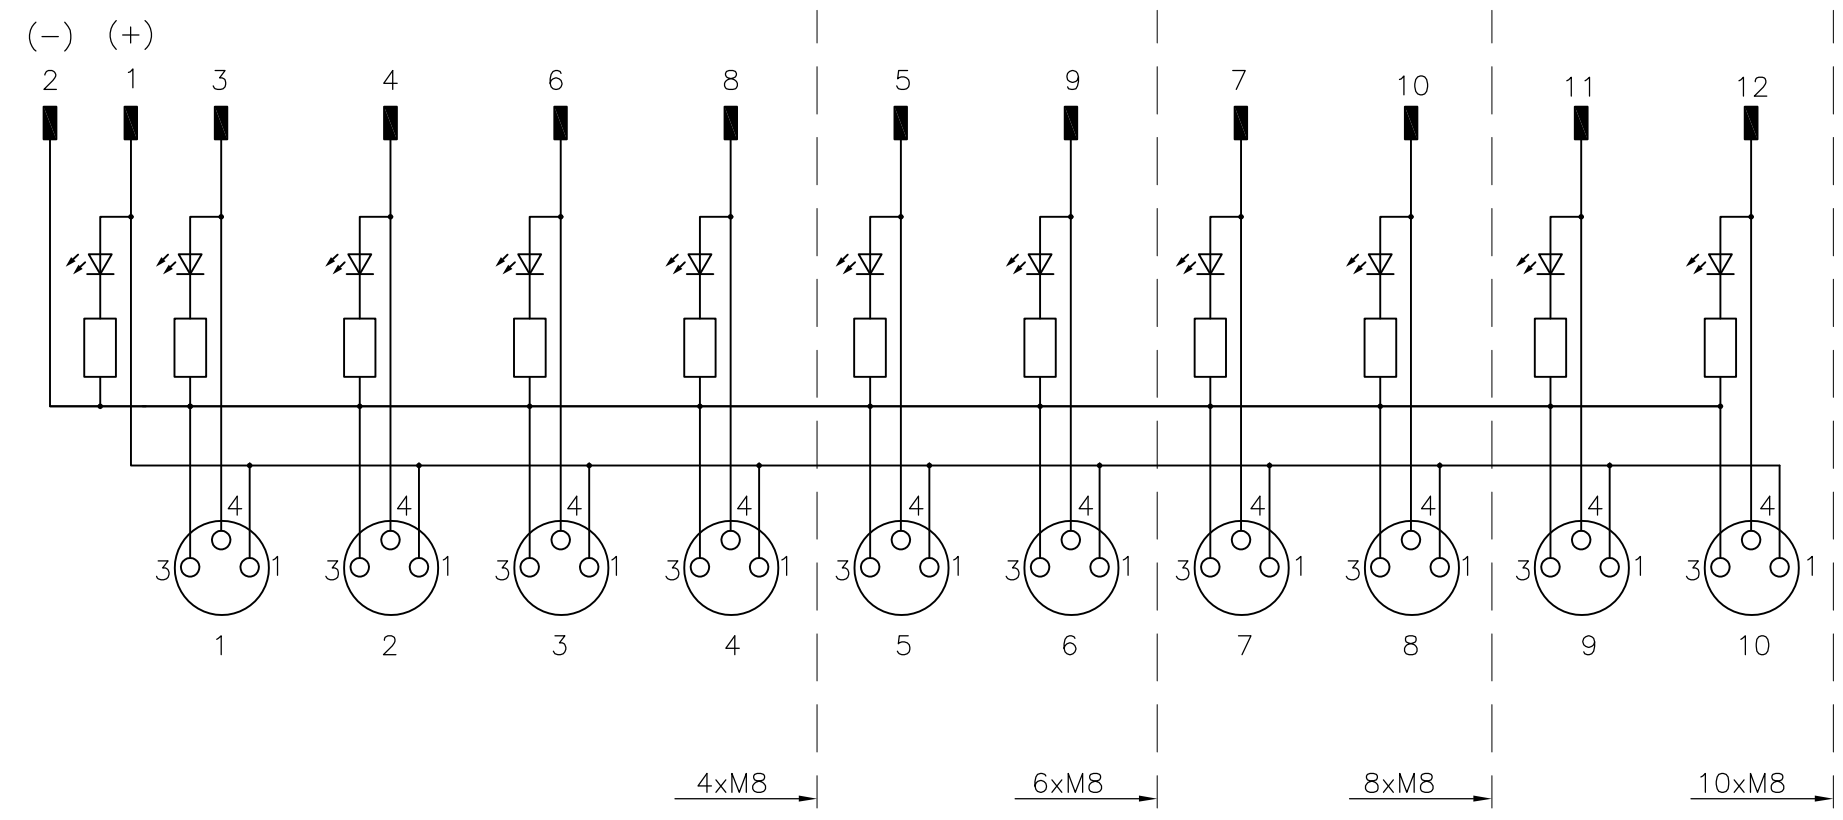 (-) (+)
2 1 3 4 6 8 5 9 7 10 11 12
4 4 4 4 4 4 4 4 4 4
3 1 3 1 3 1 3 1 3 1 3 1 3 1 3 1 3 1 3 1
1 2 3 4 5 6 7 8 9 10
4xM8 6xM8 8xM8 10xM8